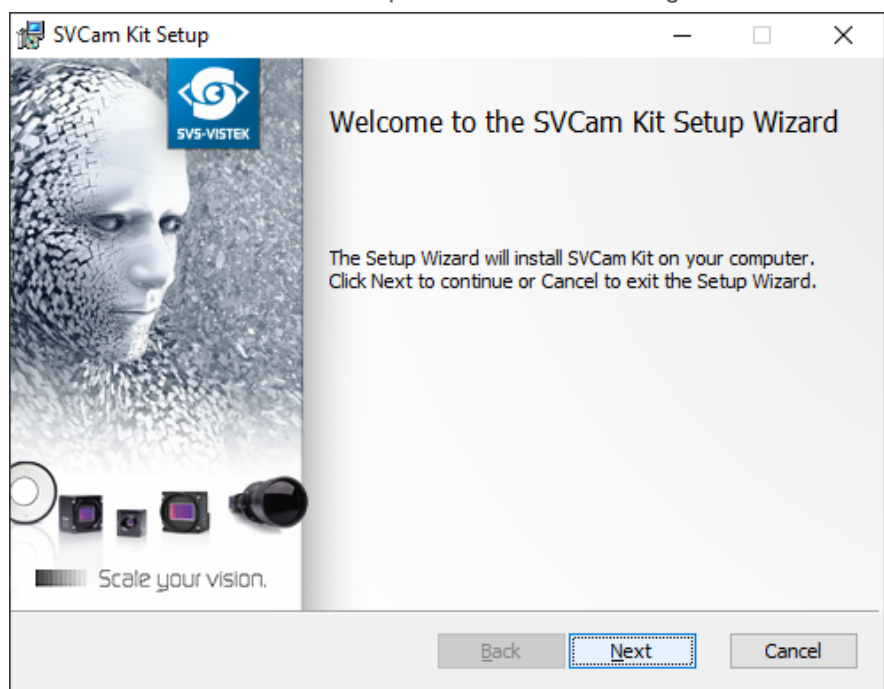 SVCam Kit Setup
SVS-VISTEK
Welcome to the SVCam Kit Setup Wizard
The Setup Wizard will install SVCam Kit on your computer.
Click Next to continue or Cancel to exit the Setup Wizard.
Scale your vision.
Back
Next
Cancel